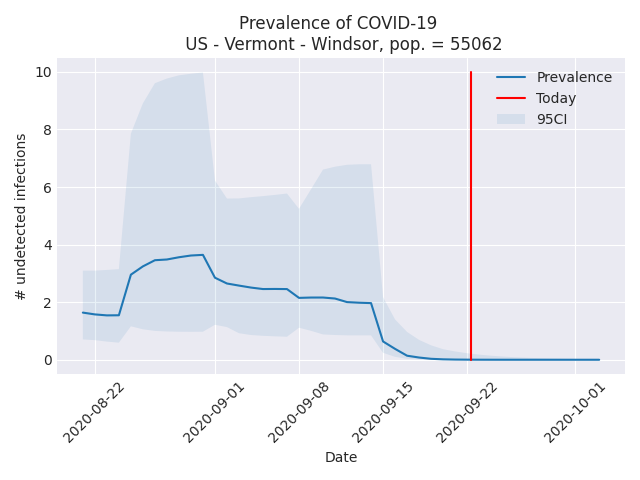 Prevalence of COVID-19
US - Vermont - Windsor, pop. = 55062
10
8
6
4
2
0
# undetected infections
Prevalence
Today
95CI
2020-08-22
2020-09-01
2020-09-08
2020-09-15
2020-09-22
2020-10-01
Date